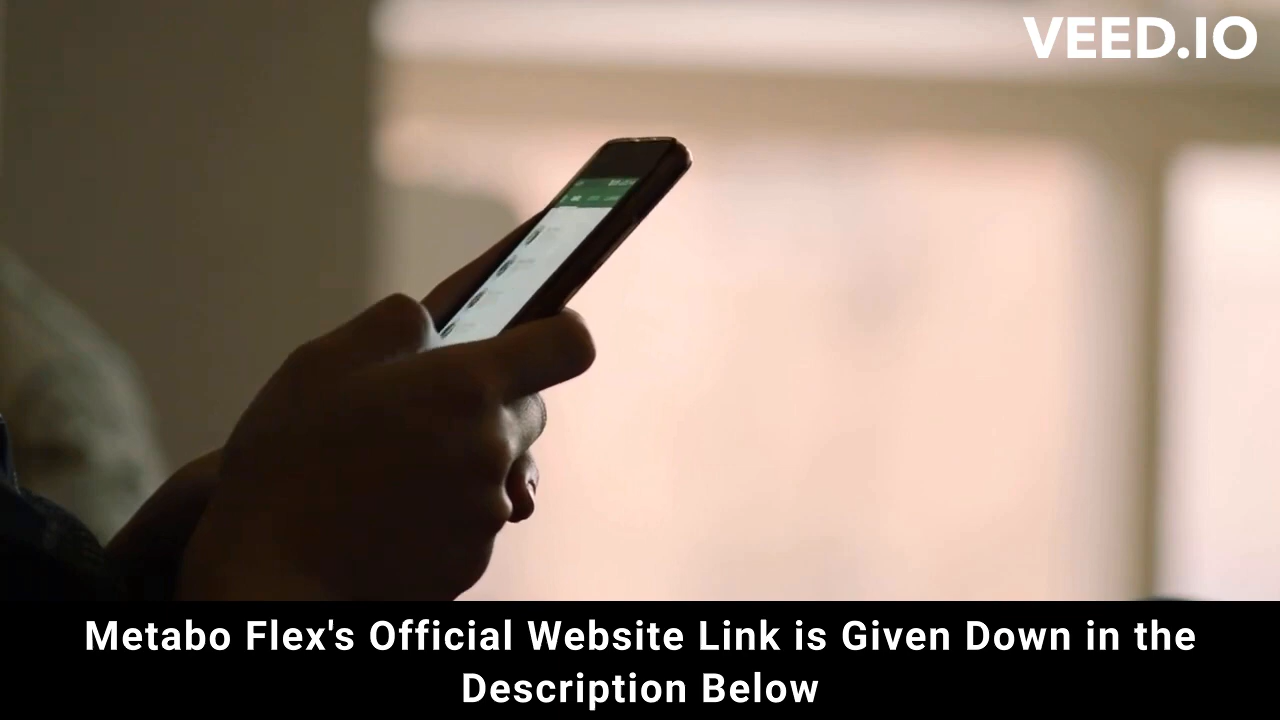 VEED.IO
Metabo Flex's Official Website Link is Given Down in the
Description Below